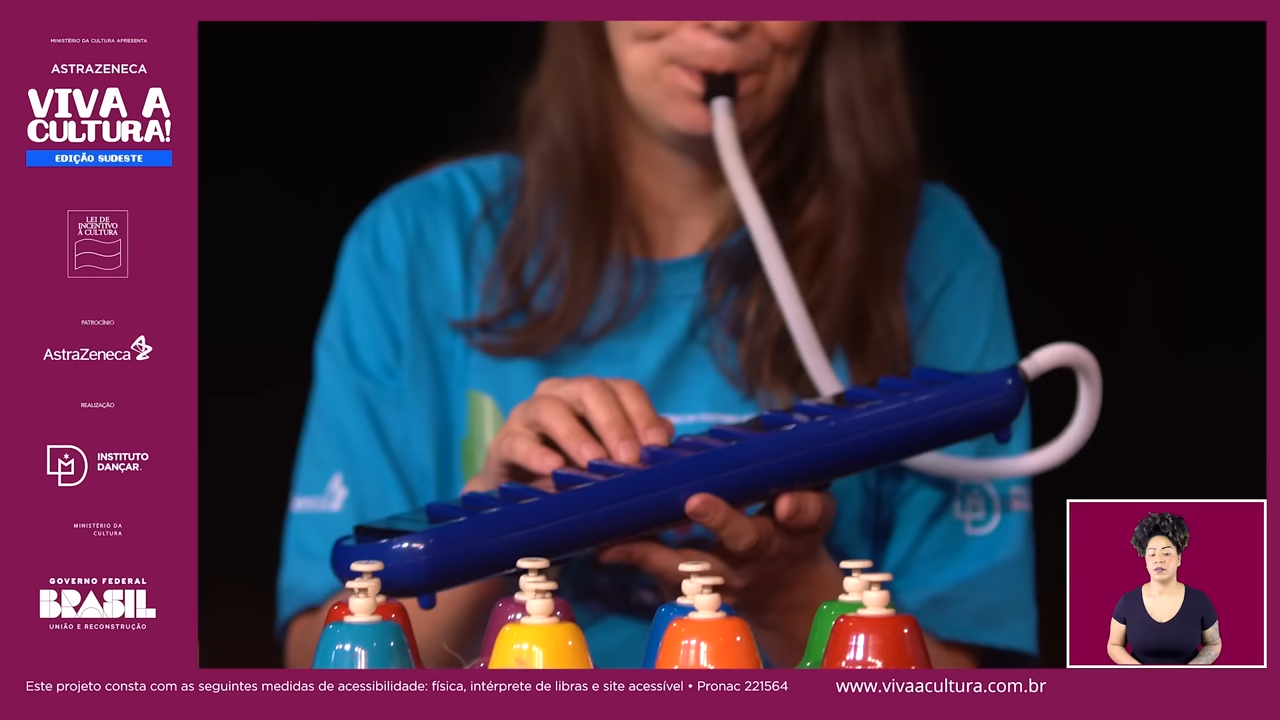 MINISTÉRIO DA CULTURA APRESENTA
ASTRAZENECA
VIVA A
CULTURA!
EDIÇÃO SUDESTE
LEI DE
INCENTIVO
À CULTURA
PATROCÍNIO
AstraZeneca
REALIZAÇÃO
INSTITUTO
DANÇAR.
MINISTÉRIO DA
CULTURA
GOVERNO FEDERAL
BRASIL
UNIÃO E RECONSTRUÇÃO
Este projeto consta com as seguintes medidas de acessibilidade: física, intérprete de libras e site acessível • Pronac 221564
www.vivaacultura.com.br